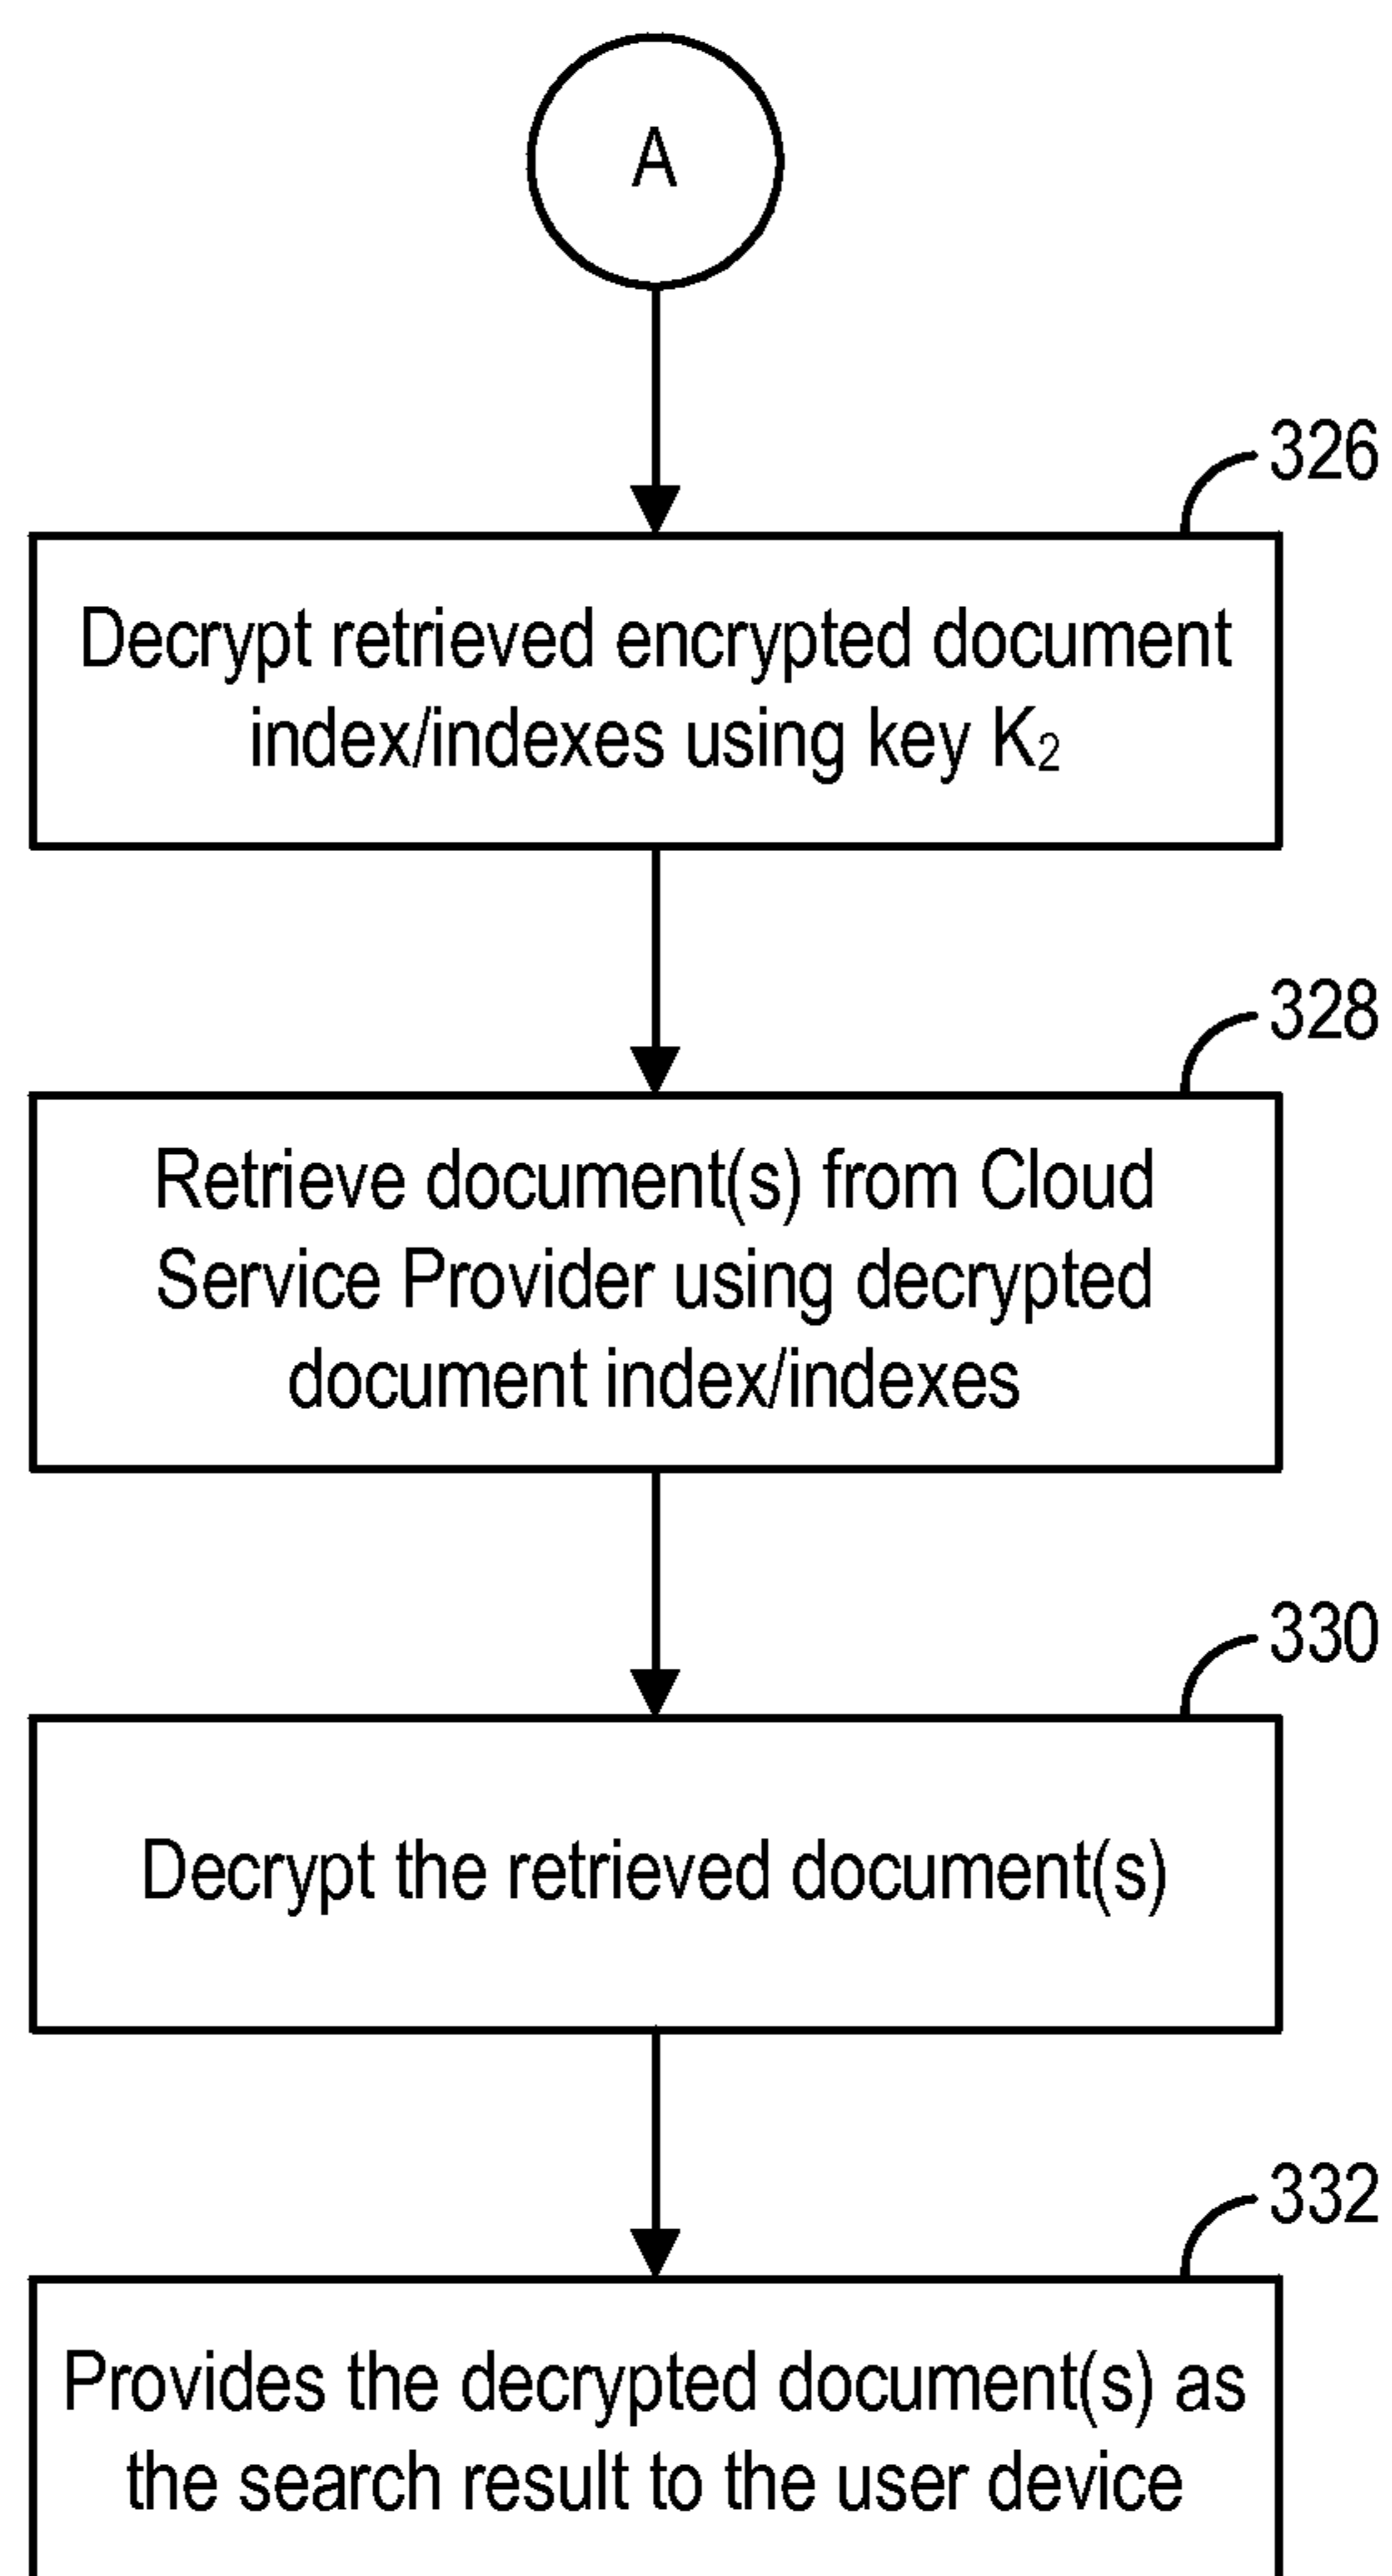 A
326
Decrypt retrieved encrypted document
index/indexes using key K₂
328
Retrieve document(s) from Cloud
Service Provider using decrypted
document index/indexes
330
Decrypt the retrieved document(s)
332
Provides the decrypted document(s) as
the search result to the user device